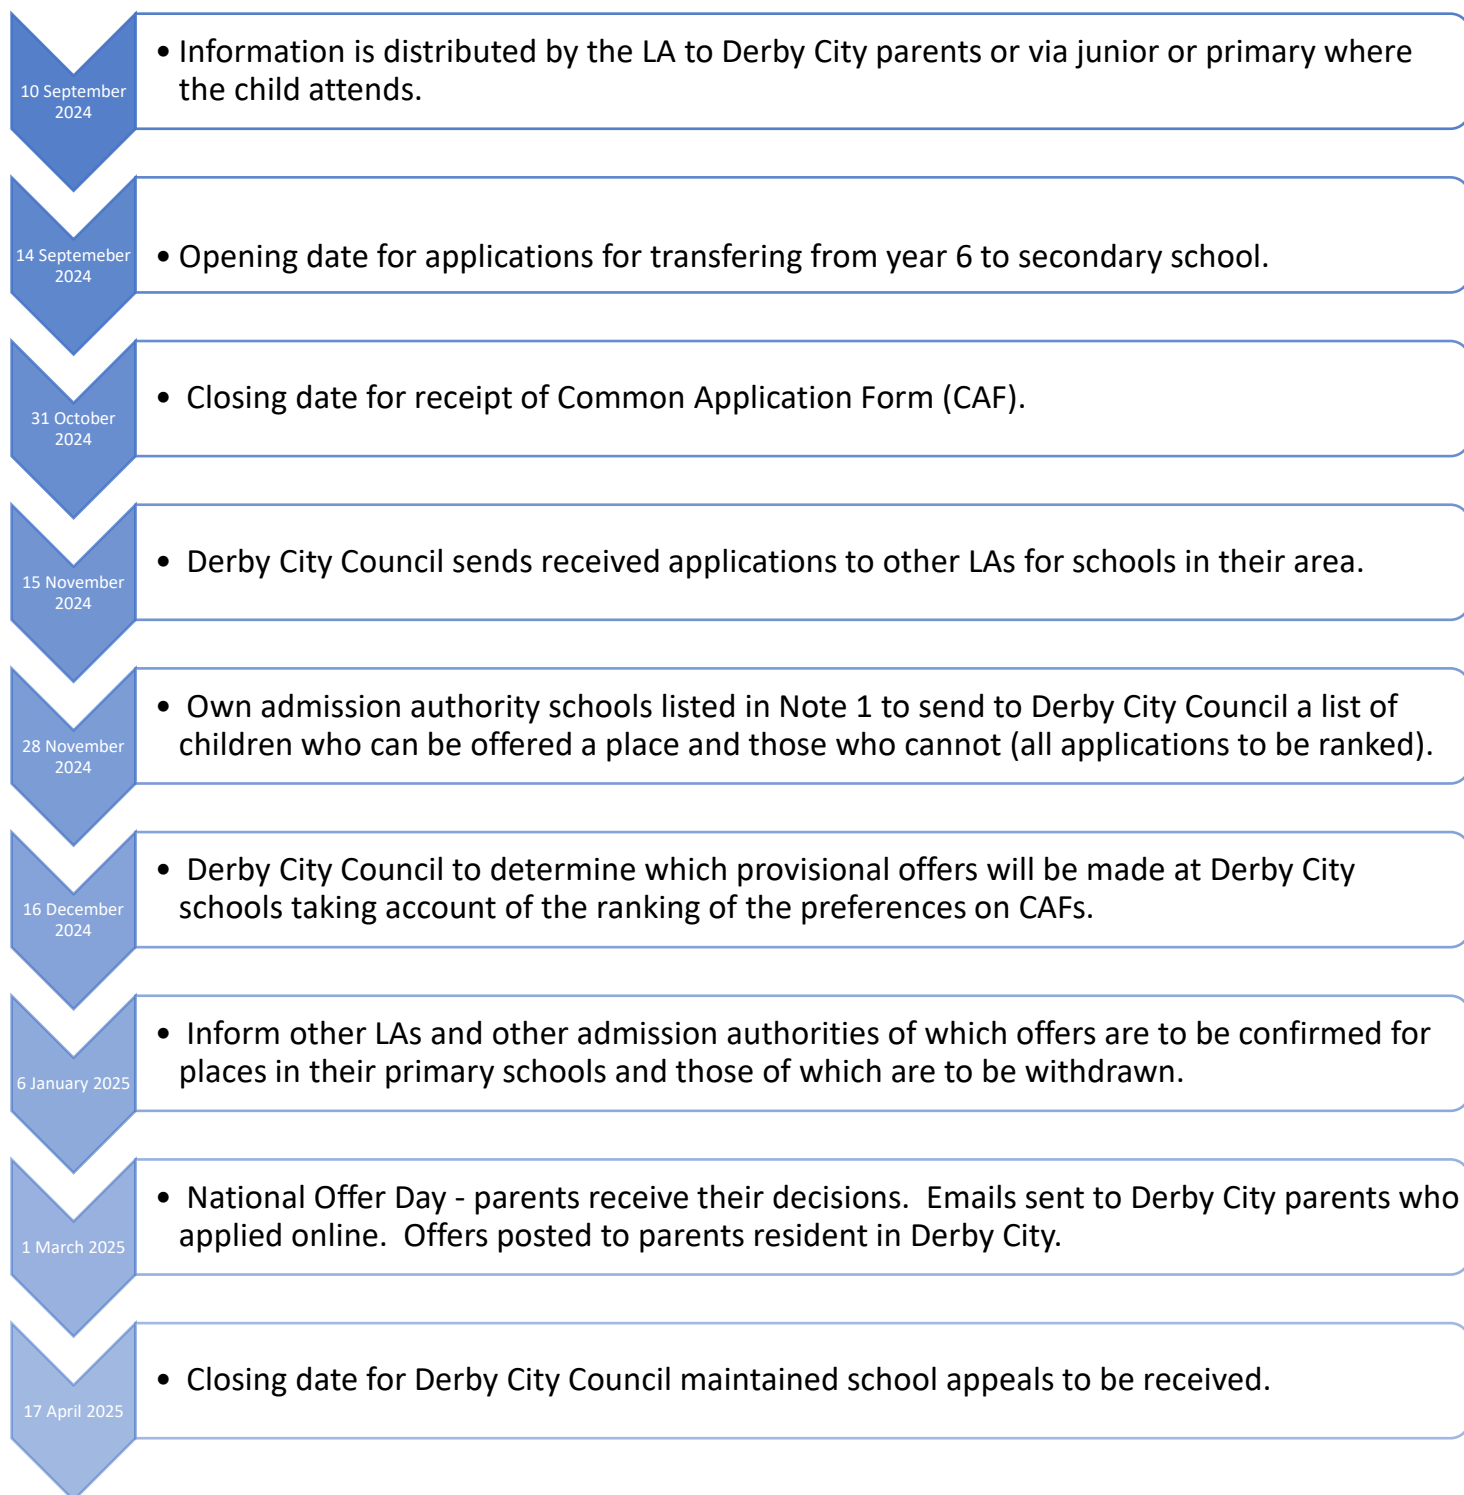 10 September
2024
• Information is distributed by the LA to Derby City parents or via junior or primary where
the child attends.
14 Septemeber
2024
• Opening date for applications for transfering from year 6 to secondary school.
31 October
2024
• Closing date for receipt of Common Application Form (CAF).
15 November
2024
• Derby City Council sends received applications to other LAs for schools in their area.
28 November
2024
• Own admission authority schools listed in Note 1 to send to Derby City Council a list of
children who can be offered a place and those who cannot (all applications to be ranked).
16 December
2024
• Derby City Council to determine which provisional offers will be made at Derby City
schools taking account of the ranking of the preferences on CAFs.
6 January 2025
• Inform other LAs and other admission authorities of which offers are to be confirmed for
places in their primary schools and those of which are to be withdrawn.
1 March 2025
• National Offer Day - parents receive their decisions.  Emails sent to Derby City parents who
applied online.  Offers posted to parents resident in Derby City.
17 April 2025
• Closing date for Derby City Council maintained school appeals to be received.